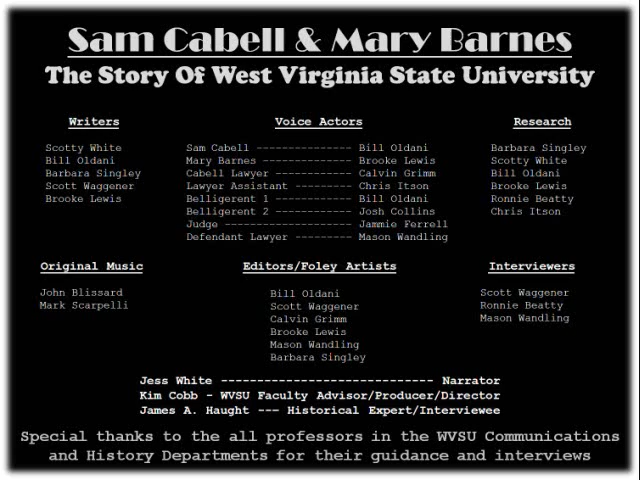 Sam Cabell & Mary Barnes
The Story Of West Virginia State University
Writers
Scotty White
Bill Oldani
Barbara Singley
Scott Waggener
Brooke Lewis
Voice Actors
Sam Cabell --------------- Bill Oldani
Mary Barnes -------------- Brooke Lewis
Cabell Lawyer ------------ Calvin Grimm
Lawyer Assistant --------- Chris Itson
Belligerent 1 ------------ Bill Oldani
Belligerent 2 ------------ Josh Collins
Judge -------------------- Jammie Ferrell
Defendant Lawyer --------- Mason Wandling
Research
Barbara Singley
Scotty White
Bill Oldani
Brooke Lewis
Ronnie Beatty
Chris Itson
Original Music
John Blissard
Mark Scarpelli
Editors/Foley Artists
Bill Oldani
Scott Waggener
Calvin Grimm
Brooke Lewis
Mason Wandling
Barbara Singley
Interviewers
Scott Waggener
Ronnie Beatty
Mason Wandling
Jess White ---------------------------- Narrator
Kim Cobb - WVSU Faculty Advisor/Producer/Director
James A. Haught --- Historical Expert/Interviewee
Special thanks to the all professors in the WVSU Communications
and History Departments for their guidance and interviews